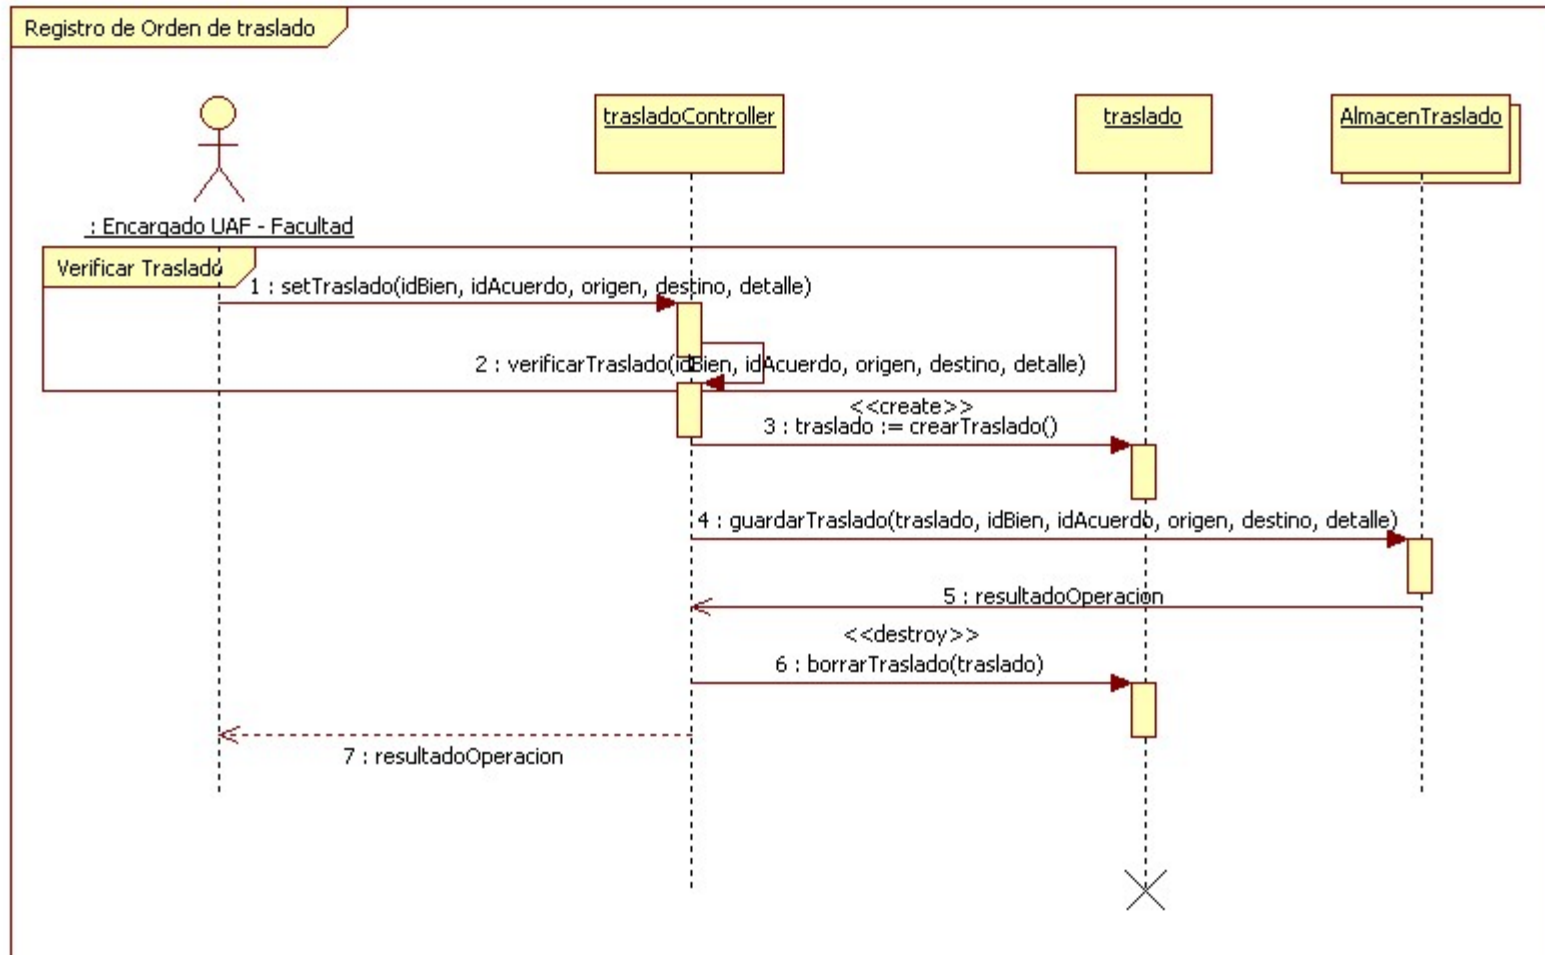 Registro de Orden de traslado
trasladoController
traslado
AlmacenTraslado
: Encargado UAF - Facultad
Verificar Traslado
1 : setTraslado(idBien, idAcuerdo, origen, destino, detalle)
2 : verificarTraslado(idBien, idAcuerdo, origen, destino, detalle)
<<create>>
3 : traslado := crearTraslado()
4 : guardarTraslado(traslado, idBien, idAcuerdo, origen, destino, detalle)
5 : resultadoOperacion
<<destroy>>
6 : borrarTraslado(traslado)
7 : resultadoOperacion